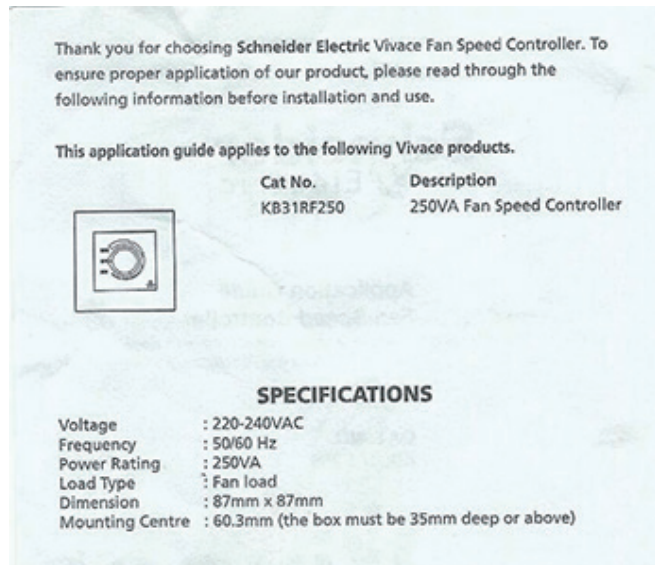 Thank you for choosing Schneider Electric Vivace Fan Speed Controller. To
ensure proper application of our product, please read through the
following information before installation and use.
This application guide applies to the following Vivace products.
Cat No. Description
KB31RF250 250VA Fan Speed Controller
SPECIFICATIONS
Voltage : 220-240VAC
Frequency : 50/60 Hz
Power Rating : 250VA
Load Type : Fan load
Dimension : 87mm x 87mm
Mounting Centre : 60.3mm (the box must be 35mm deep or above)